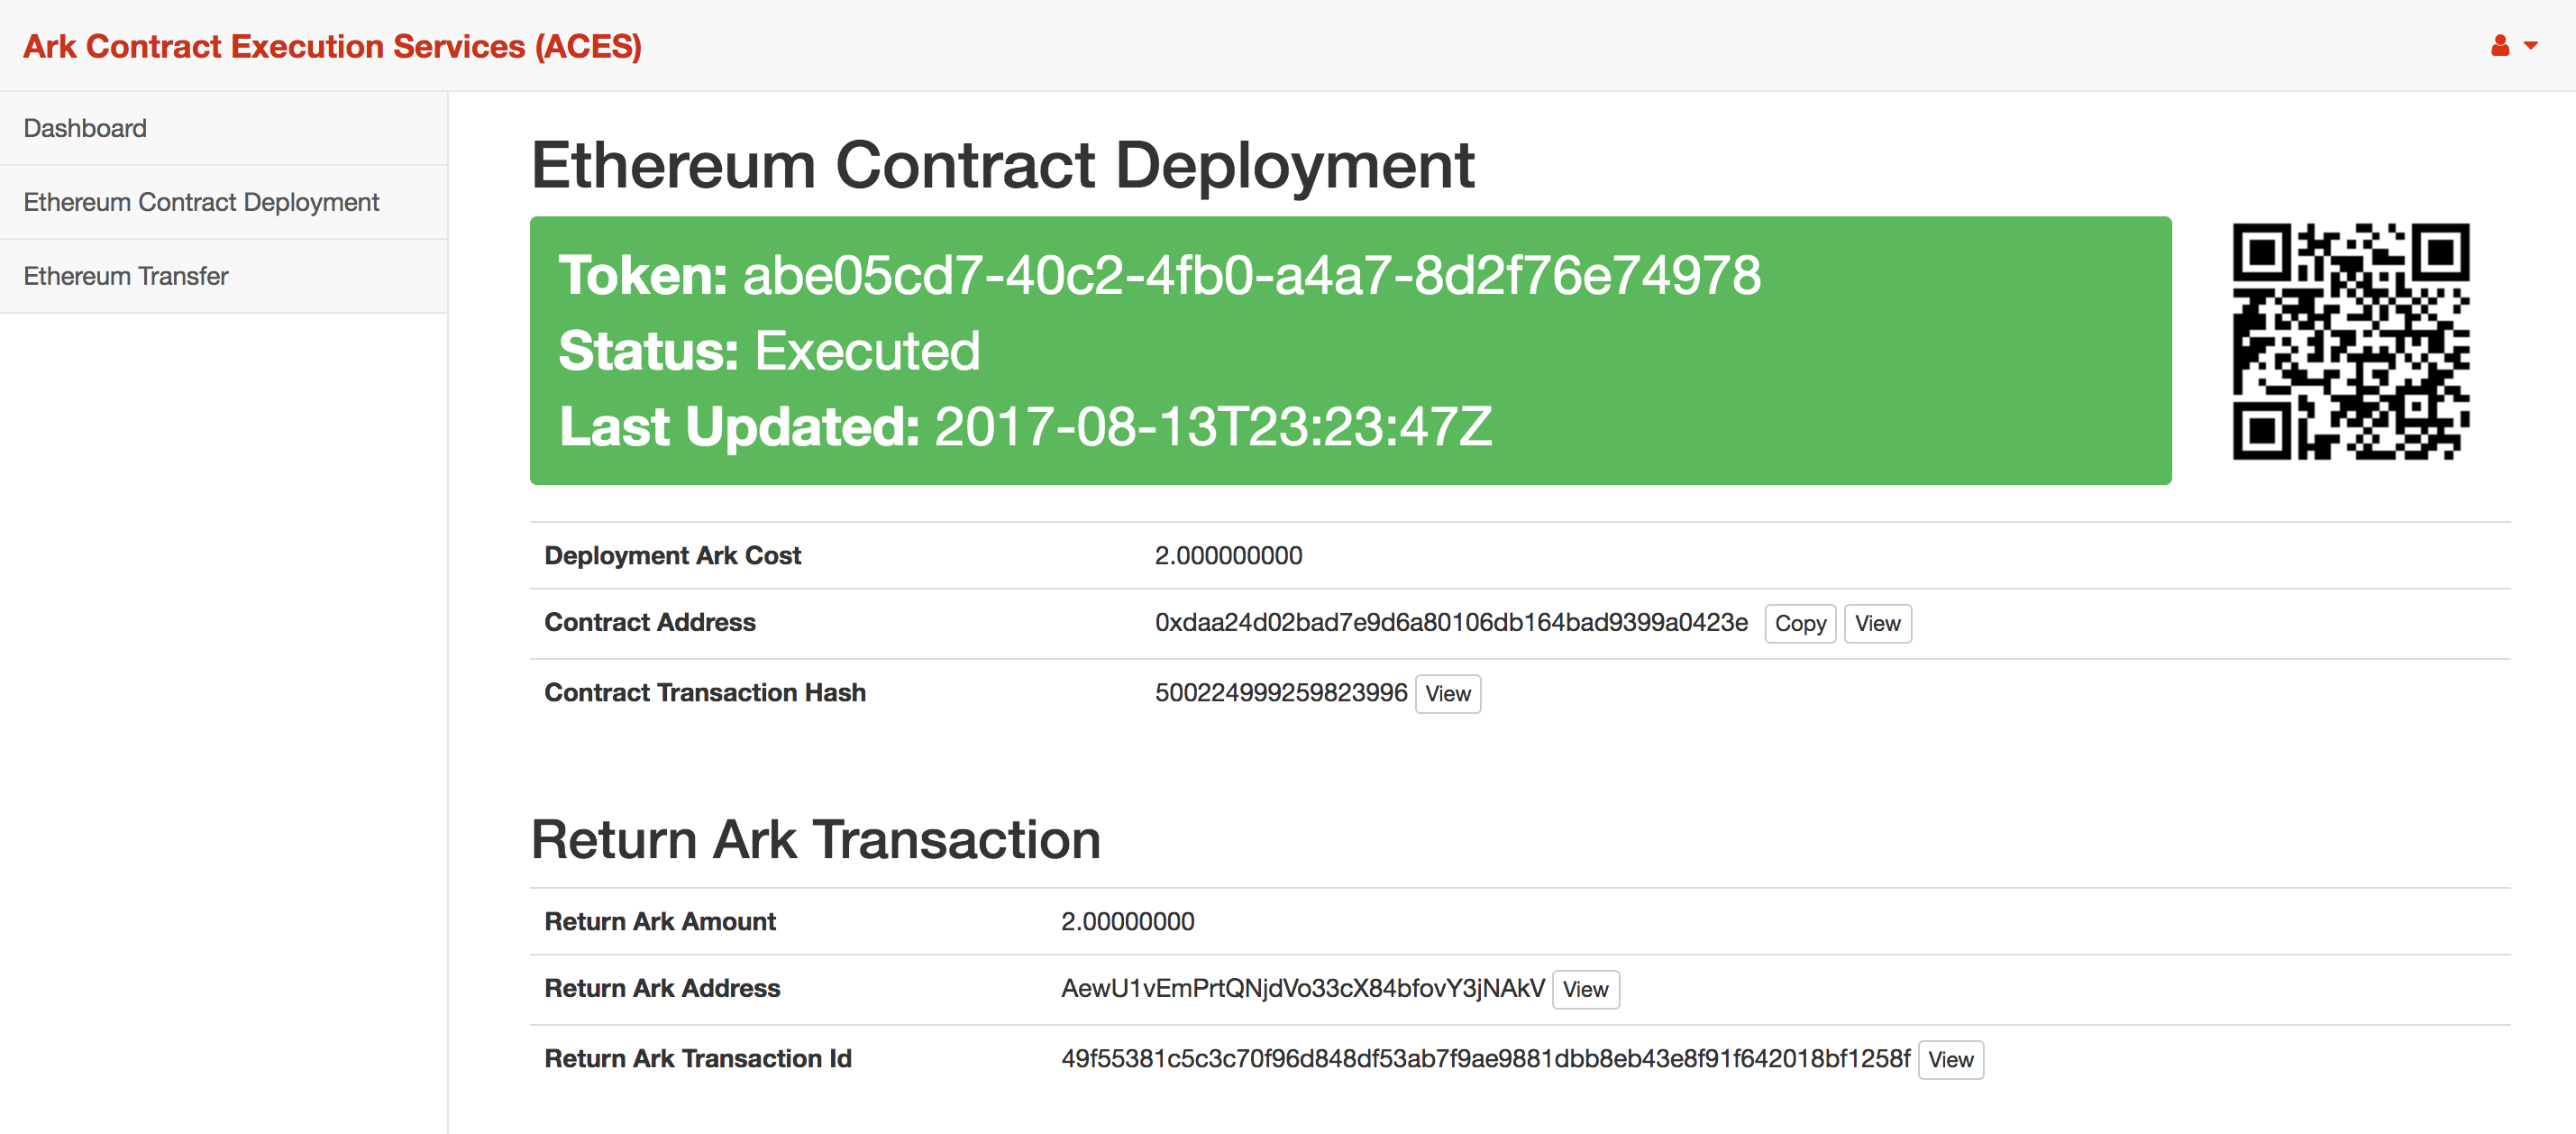 Ark Contract Execution Services (ACES)
Dashboard
Ethereum Contract Deployment
Ethereum Transfer
Ethereum Contract Deployment
Token: abe05cd7-40c2-4fb0-a4a7-8d2f76e74978
Status: Executed
Last Updated: 2017-08-13T23:23:47Z
Deployment Ark Cost 2.000000000
Contract Address 0xdaa24d02bad7e9d6a80106db164bad9399a0423e Copy View
Contract Transaction Hash 500224999259823996 View
Return Ark Transaction
Return Ark Amount 2.00000000
Return Ark Address AewU1vEmPrtQNjdVo33cX84bfovY3jNAkV View
Return Ark Transaction Id 49f55381c5c3c70f96d848df53ab7f9ae9881dbb8eb43e8f91f642018bf1258f View